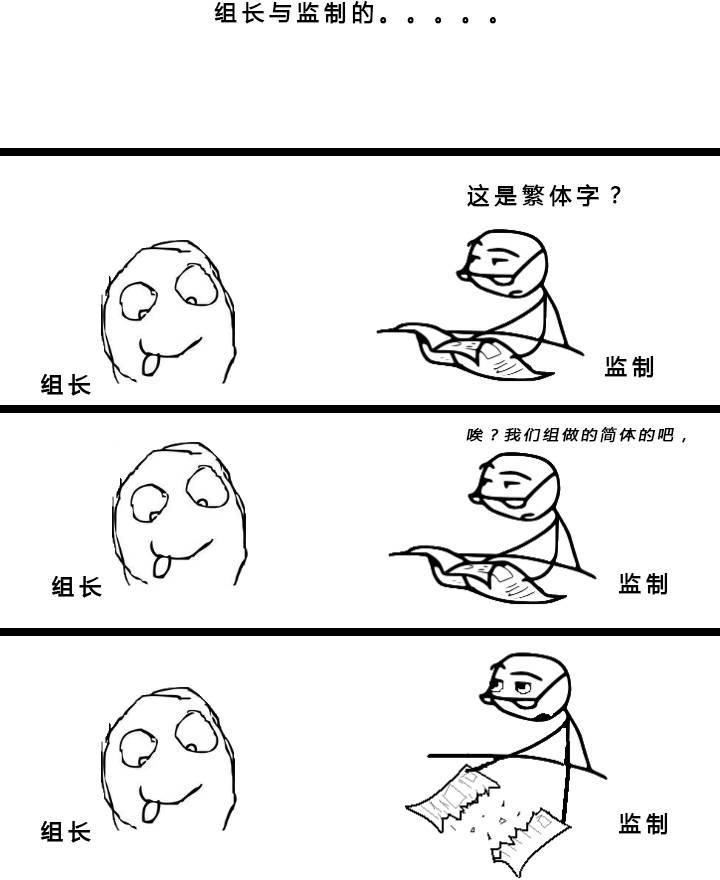 组长与监制的。。。。。
这是繁体字？
组长
监制
唉？我们组做的简体的吧，
组长
监制
组长
监制